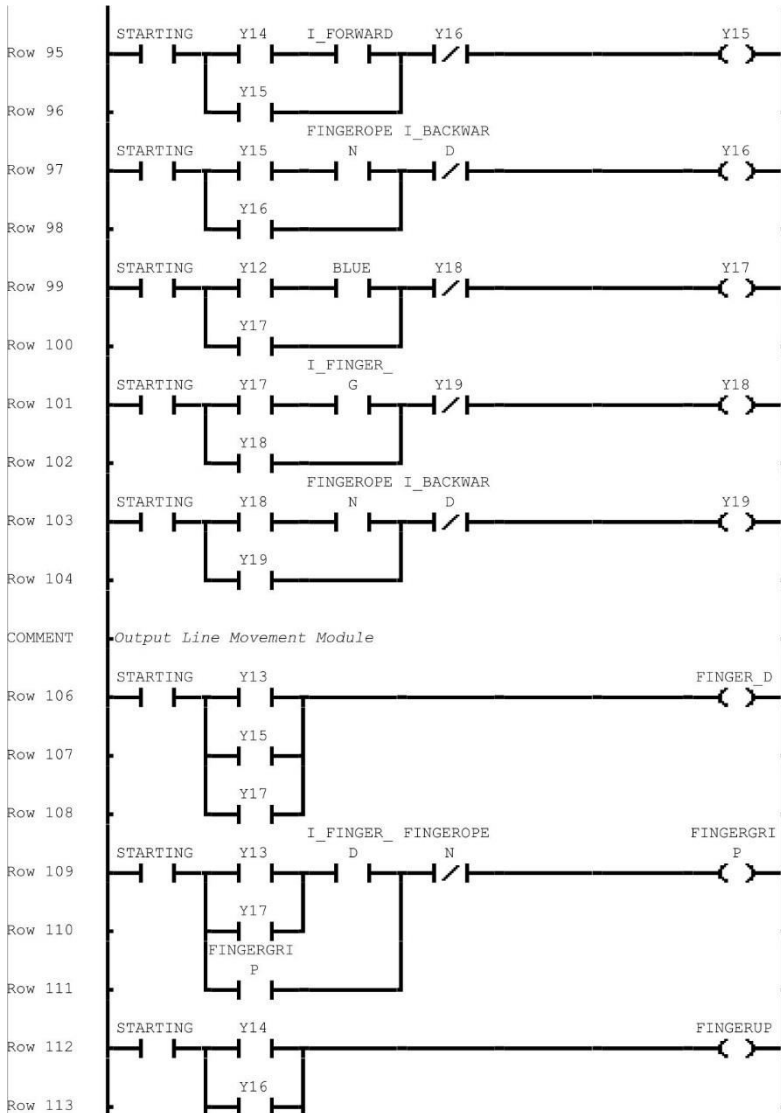 STARTING Y14 I_FORWARD Y16 Y15
Row 95
Y15
Row 96
FINGEROPE I_BACKWAR
STARTING Y15 N D Y16
Row 97
Y16
Row 98
STARTING Y12 BLUE Y18 Y17
Row 99
Y17
Row 100
I_FINGER_
STARTING Y17 G Y19 Y18
Row 101
Y18
Row 102
FINGEROPE I_BACKWAR
STARTING Y18 N D Y19
Row 103
Y19
Row 104
COMMENT Output Line Movement Module
STARTING Y13 FINGER_D
Row 106
Y15
Row 107
Y17
Row 108
I_FINGER_ FINGEROPE FINGERGRI
STARTING Y13 D N P
Row 109
Y17
Row 110
FINGERGRI
P
Row 111
STARTING Y14 FINGERUP
Row 112
Y16
Row 113